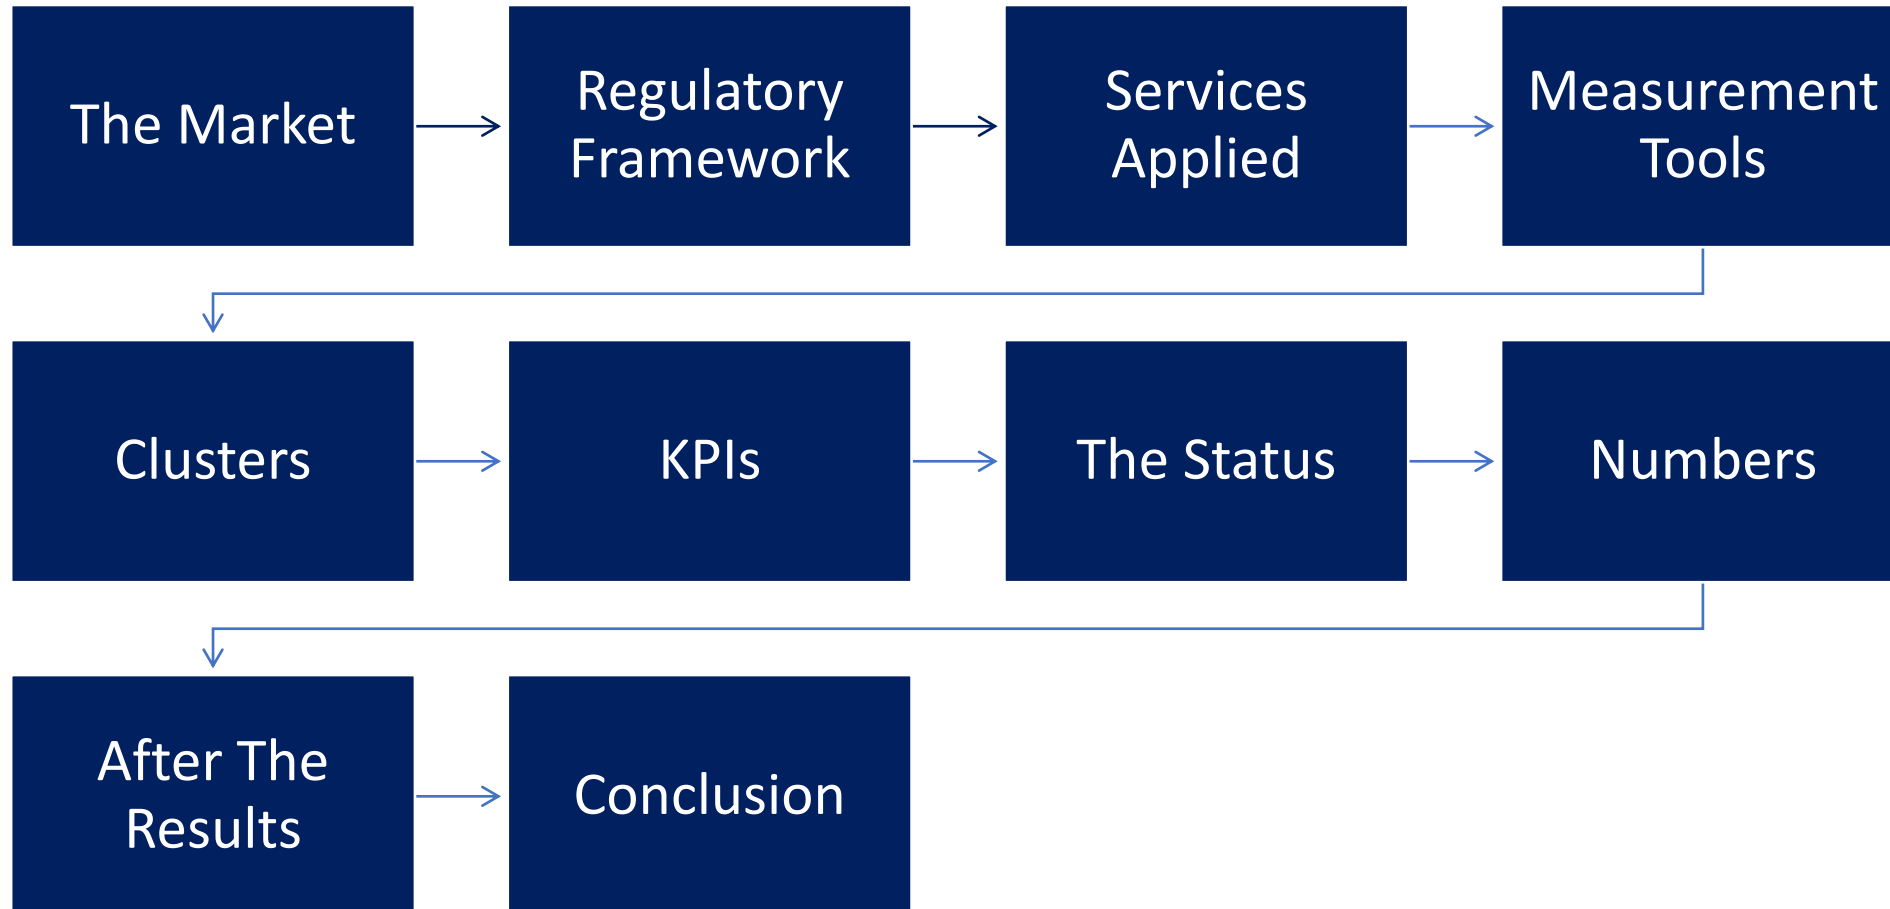 The Market
Regulatory
Framework
Services
Applied
Measurement
Tools
Clusters
KPIs
The Status
Numbers
After The
Results
Conclusion